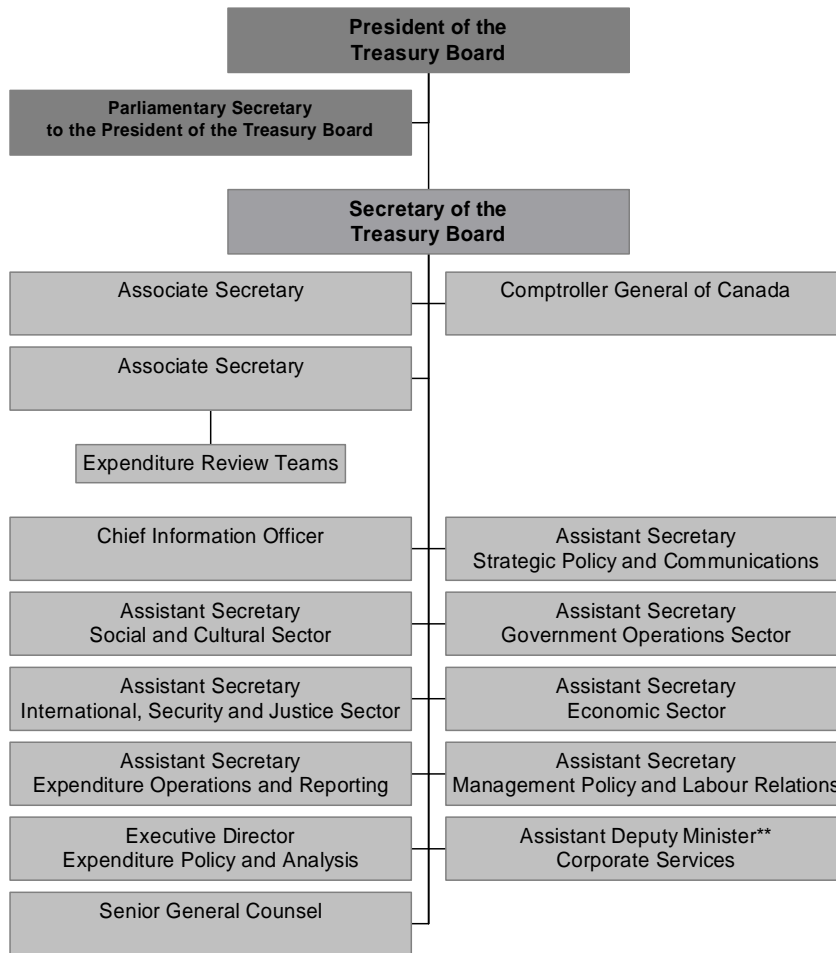 President of the
Treasury Board
Parliamentary Secretary
to the President of the Treasury Board
Secretary of the
Treasury Board
Associate Secretary
Comptroller General of Canada
Associate Secretary
Expenditure Review Teams
Chief Information Officer
Assistant Secretary
Strategic Policy and Communications
Assistant Secretary
Social and Cultural Sector
Assistant Secretary
Government Operations Sector
Assistant Secretary
International, Security and Justice Sector
Assistant Secretary
Economic Sector
Assistant Secretary
Expenditure Operations and Reporting
Assistant Secretary
Management Policy and Labour Relations
Executive Director
Expenditure Policy and Analysis
Assistant Deputy Minister**
Corporate Services
Senior General Counsel